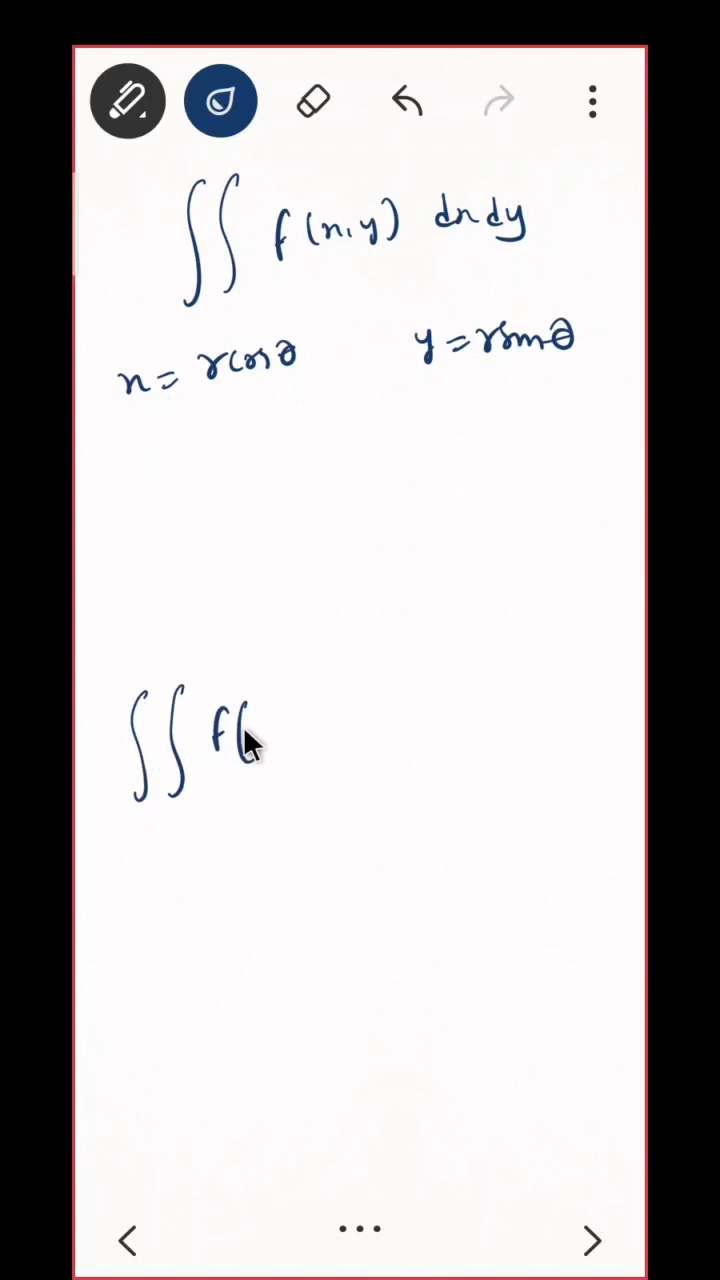 ∬ f(x,y) dx dy
x = r cos θ y = r sin θ
∬ f(